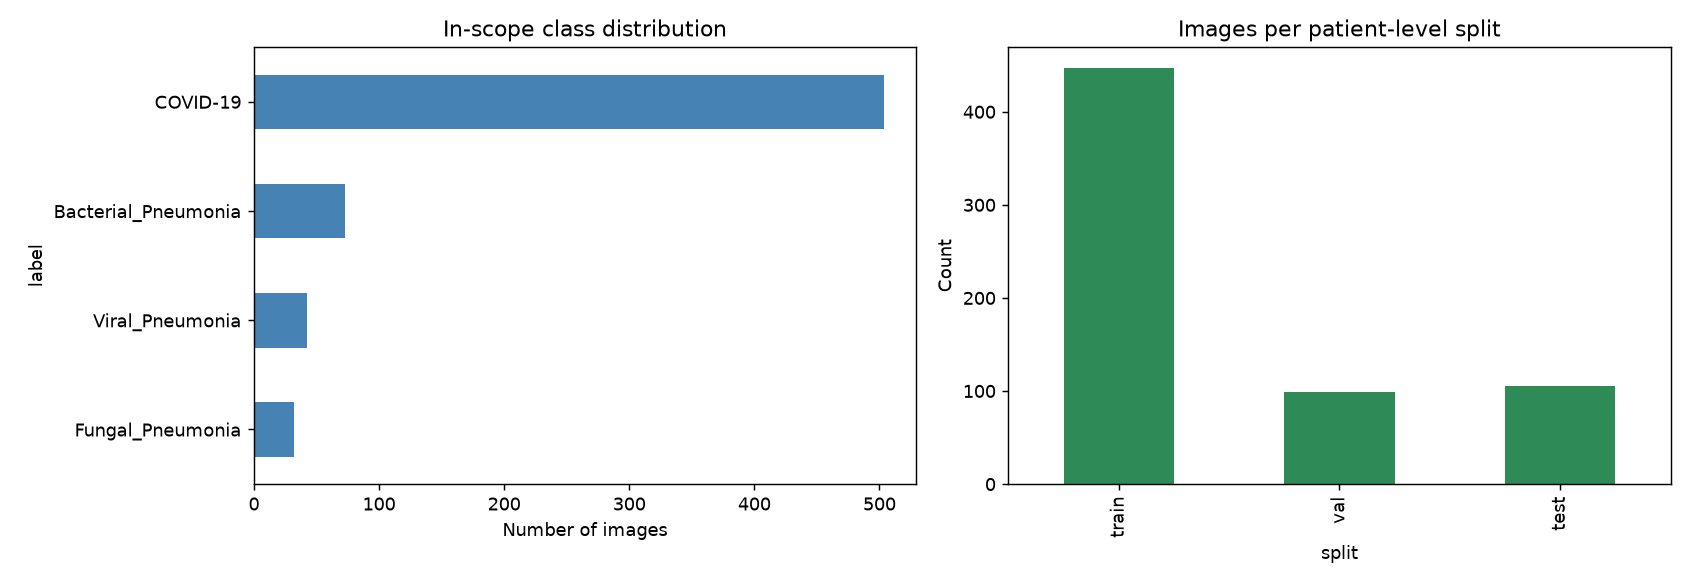 In-scope class distribution
label
COVID-19
Bacterial_Pneumonia
Viral_Pneumonia
Fungal_Pneumonia
0 100 200 300 400 500
Number of images
Images per patient-level split
Count
400
300
200
100
0
train val test
split